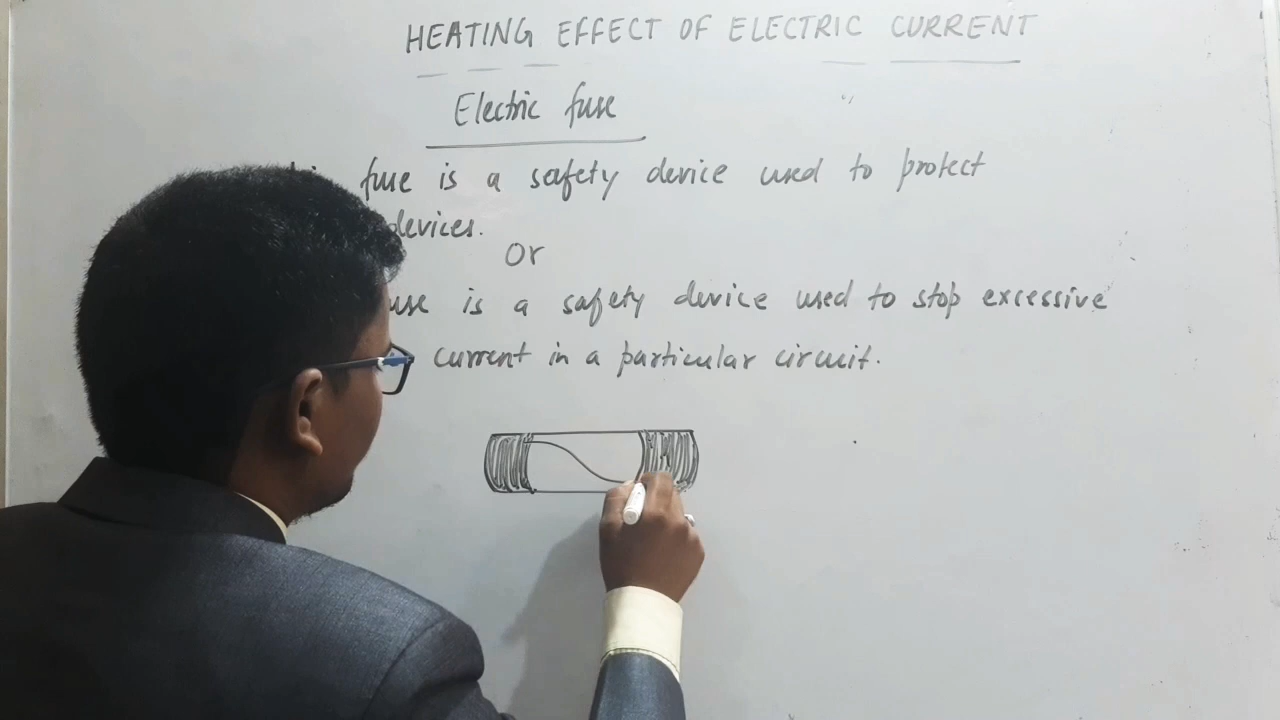 HEATING EFFECT OF ELECTRIC CURRENT
Electric fuse
fuse is a safety device used to protect
devices.
Or
use is a safety device used to stop excessive
current in a particular circuit.